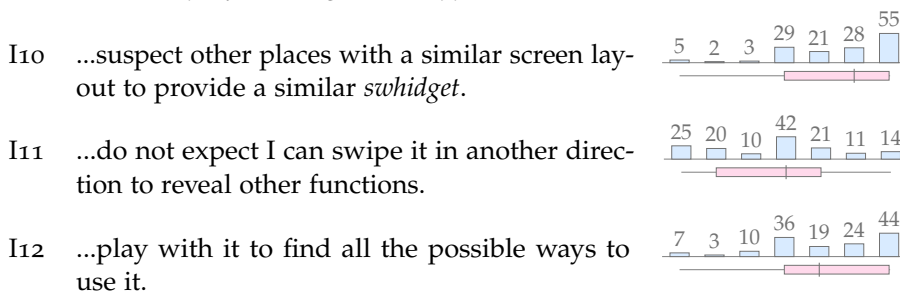 I10 ...suspect other places with a similar screen lay-
out to provide a similar swhidget.
5 2 3 29 21 28 55
I11 ...do not expect I can swipe it in another direc-
tion to reveal other functions.
25 20 10 42 21 11 14
I12 ...play with it to find all the possible ways to
use it.
7 3 10 36 19 24 44